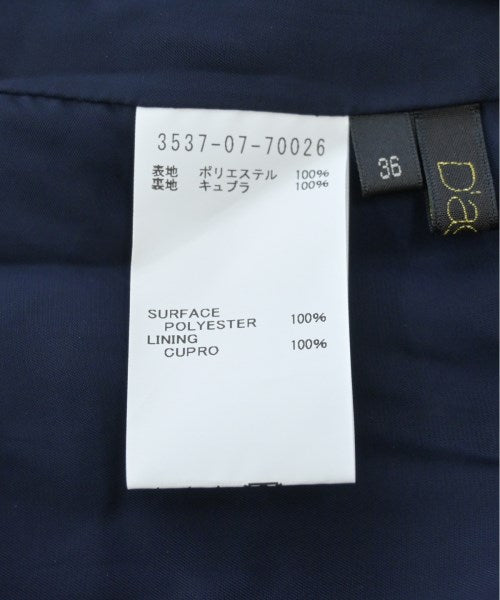 3537-07-70026
表地 ポリエステル 100%
裏地 キュプラ 100%
36
SURFACE
POLYESTER 100%
LINING
CUPRO 100%